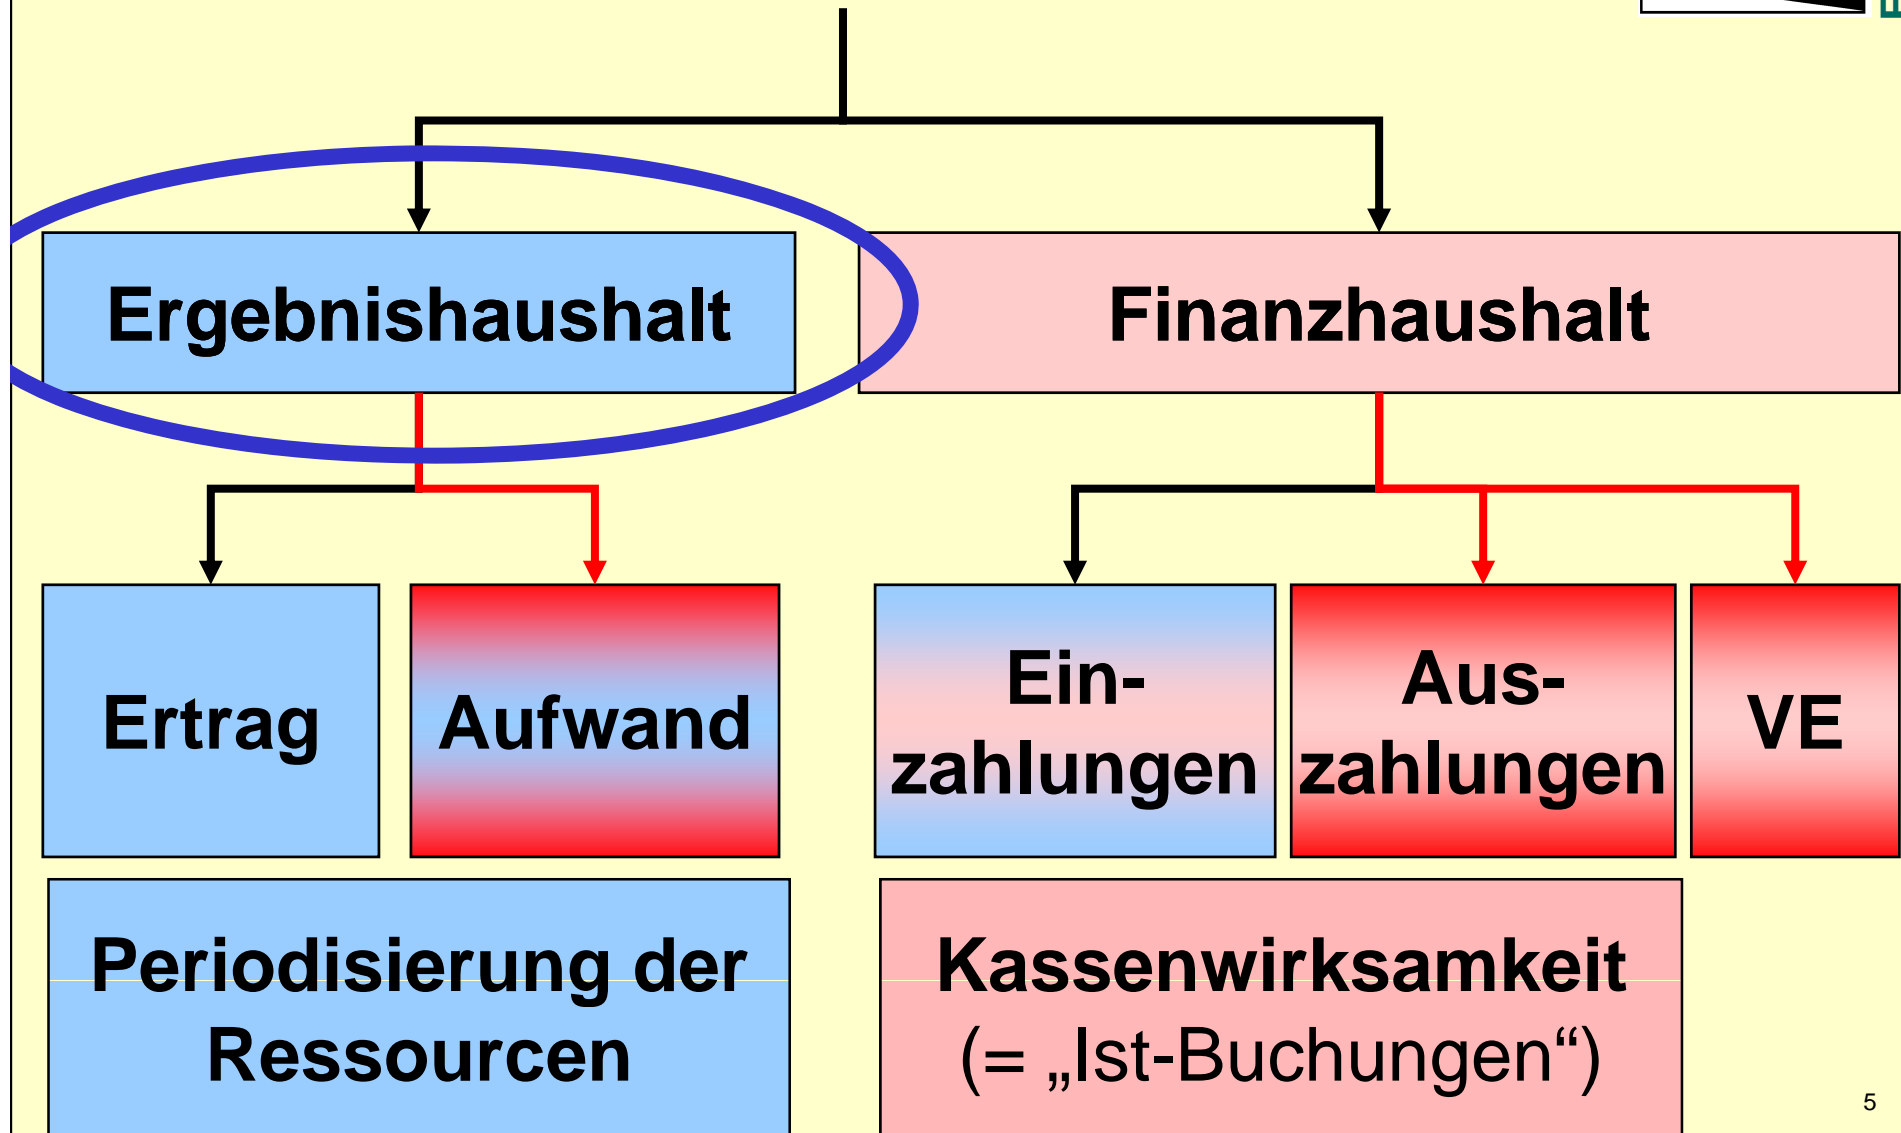 Ergebnishaushalt
Finanzhaushalt
Ertrag
Aufwand
Ein-
zahlungen
Aus-
zahlungen
VE
Periodisierung der
Ressourcen
Kassenwirksamkeit
(= „Ist-Buchungen“)
5